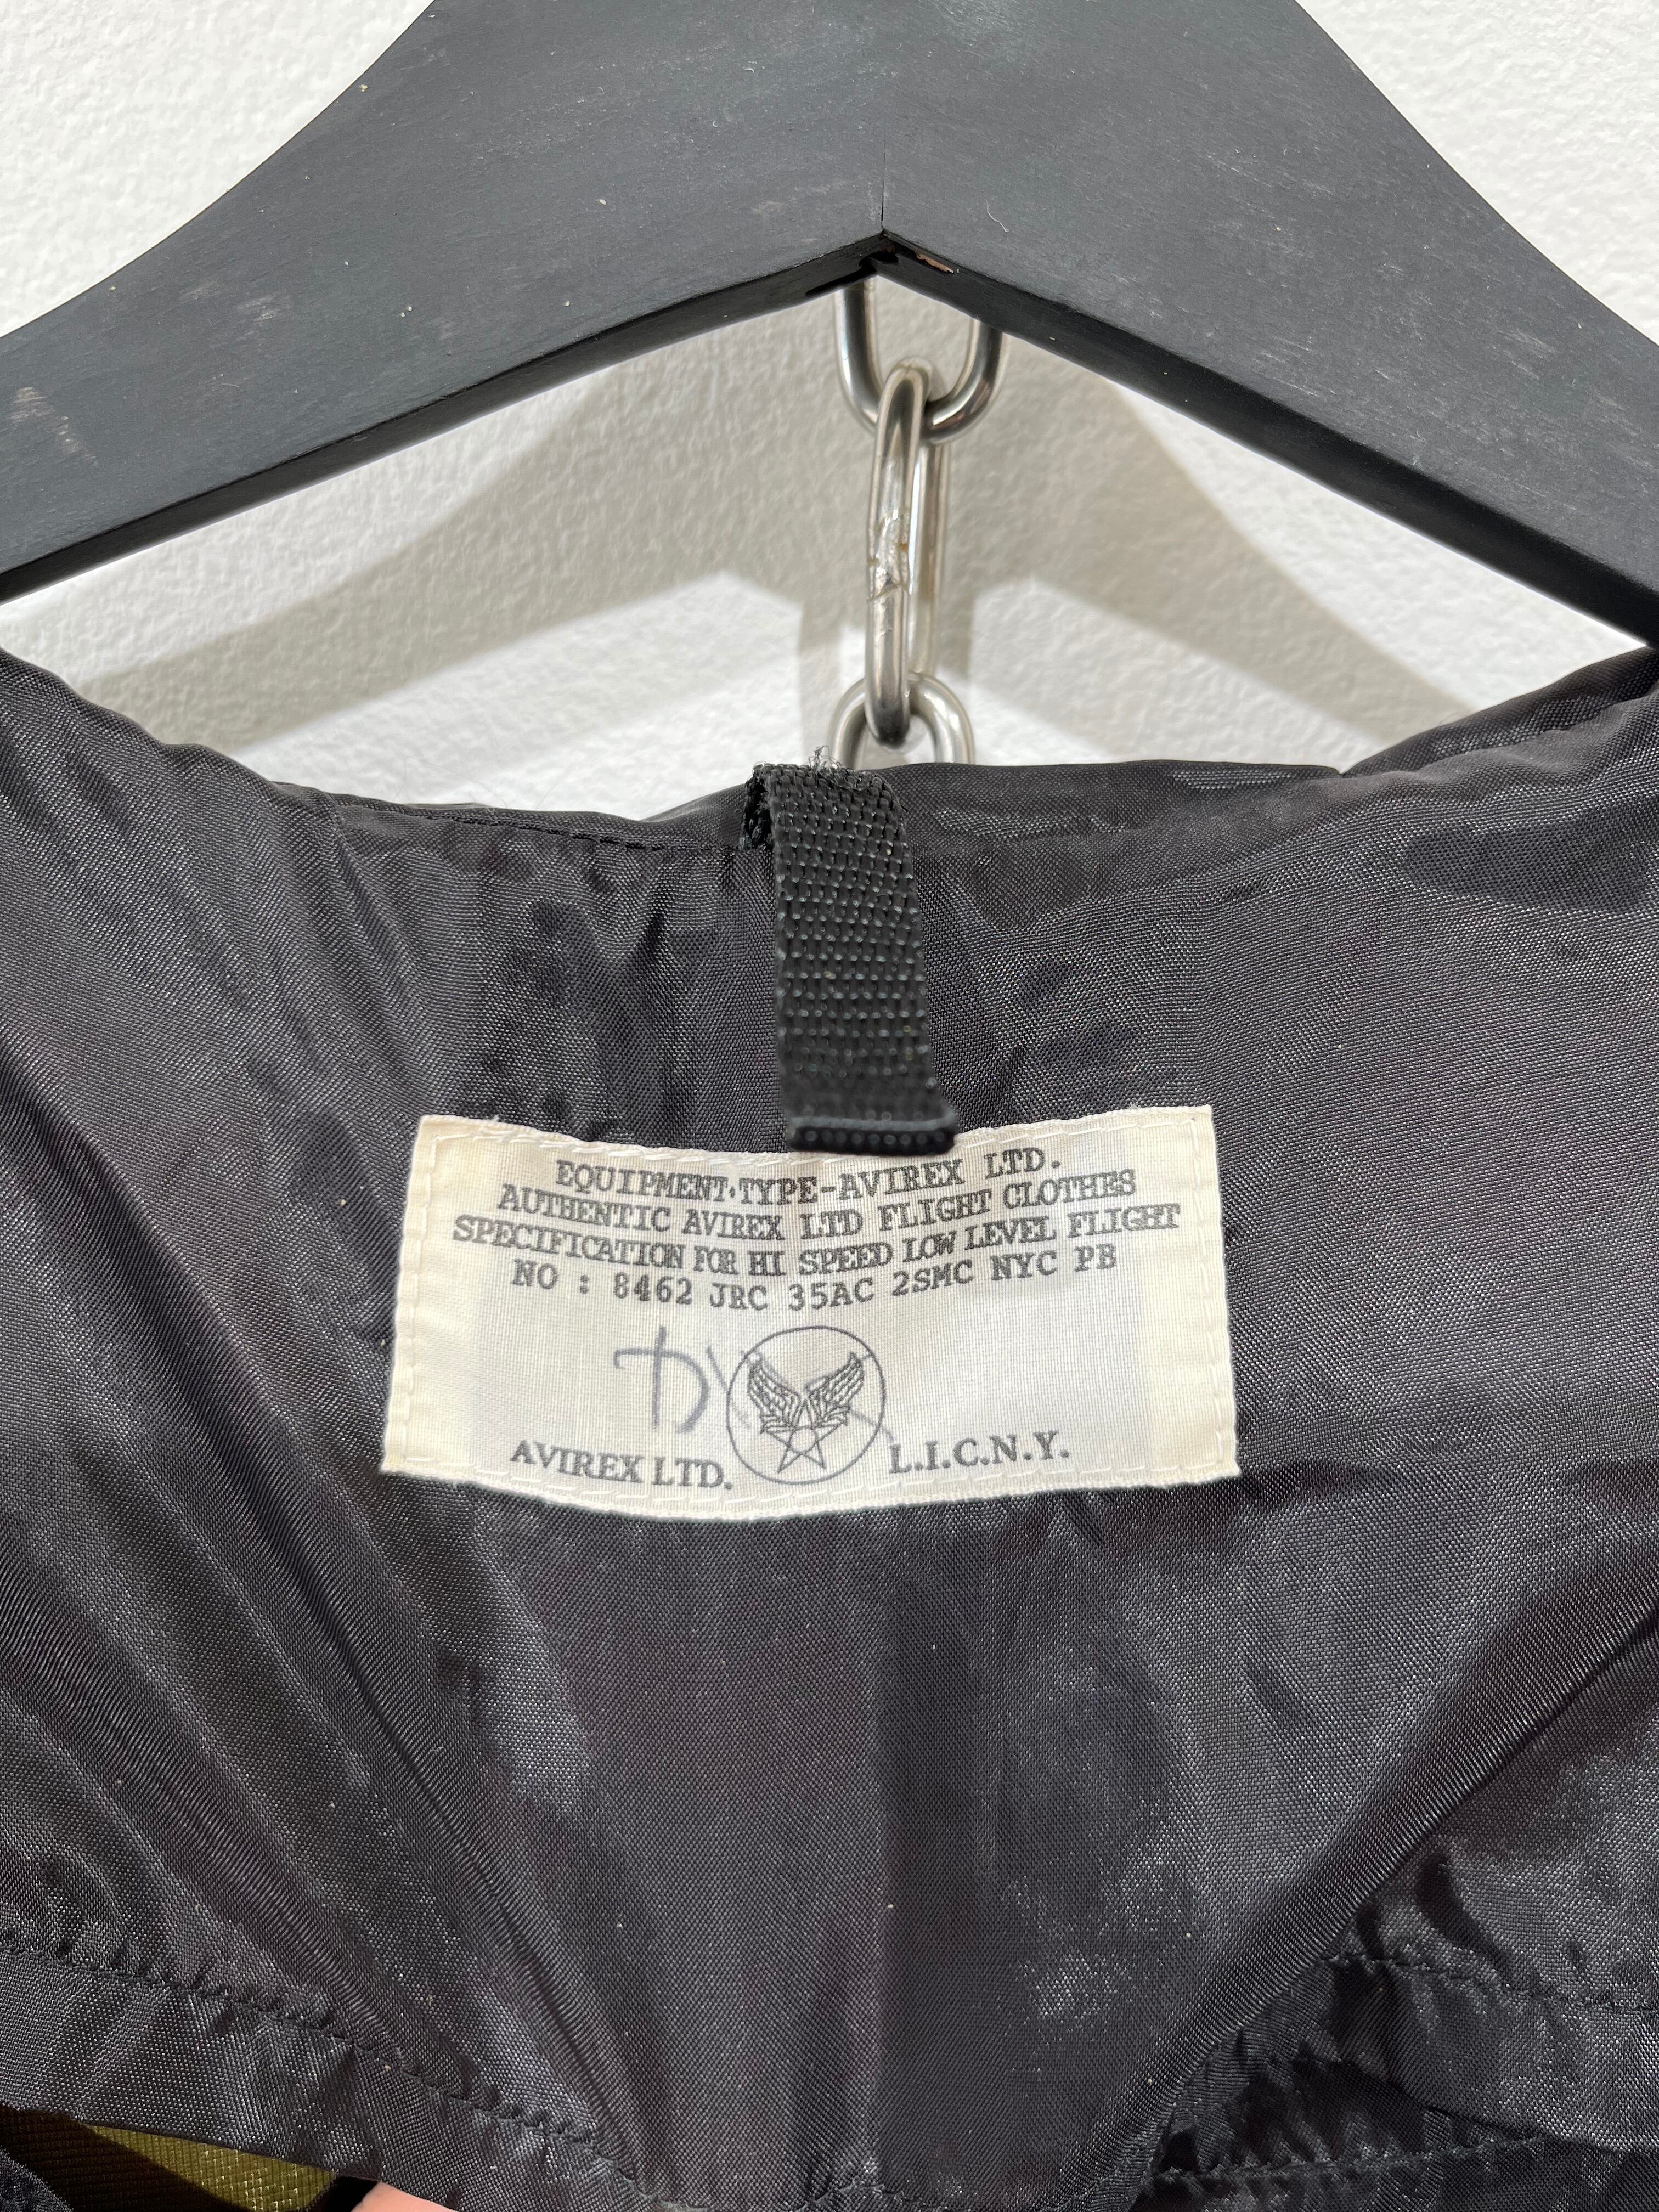 EQUIPMENT·TYPE-AVIREX LTD.
AUTHENTIC AVIREX LTD FLIGHT CLOTHES
SPECIFICATION FOR HI SPEED LOW LEVEL FLIGHT
NO : 8462 JRC 35AC 2SMC NYC PB
AVIREX LTD. L.I.C.N.Y.